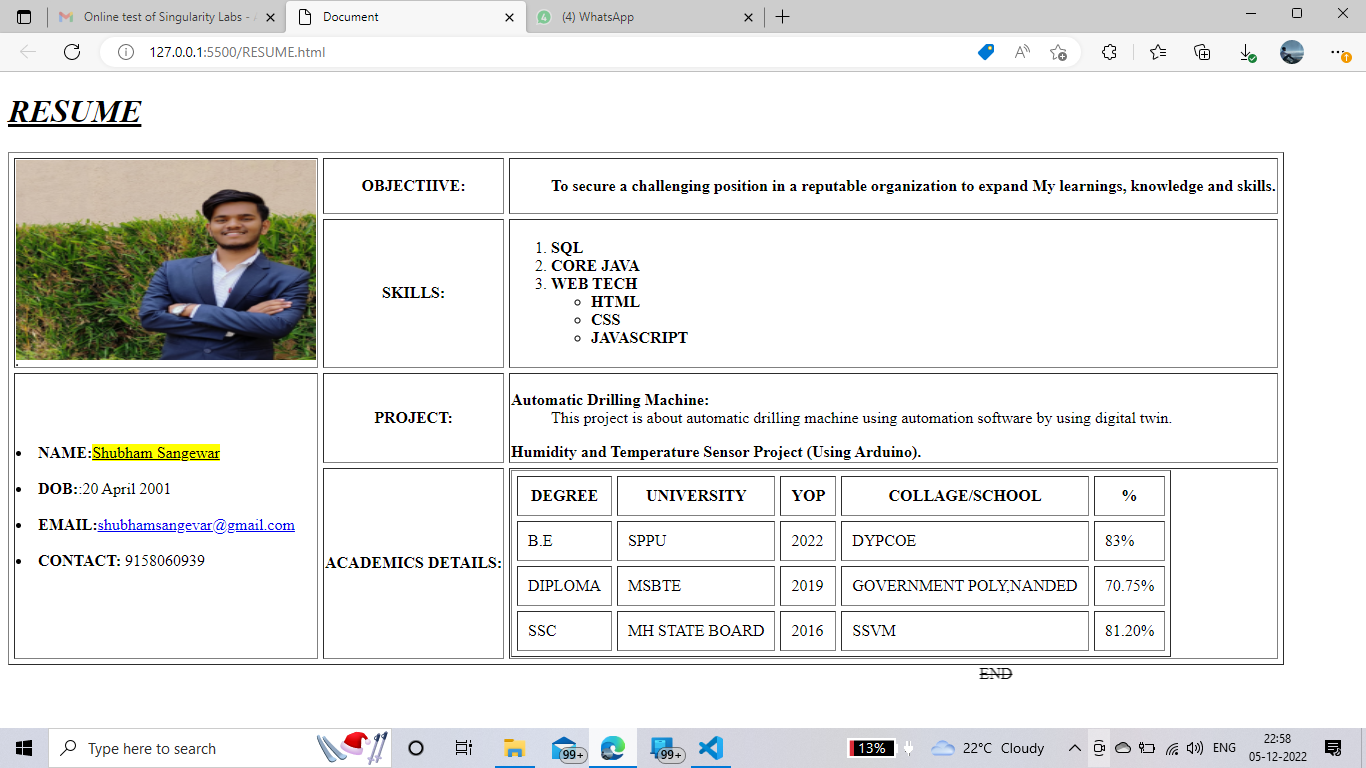 Online test of Singularity Labs -
Document
(4) WhatsApp
127.0.0.1:5500/RESUME.html
RESUME
OBJECTIIVE:
To secure a challenging position in a reputable organization to expand My learnings, knowledge and skills.
SKILLS:
1. SQL
2. CORE JAVA
3. WEB TECH
HTML
CSS
JAVASCRIPT
PROJECT:
Automatic Drilling Machine:
This project is about automatic drilling machine using automation software by using digital twin.
Humidity and Temperature Sensor Project (Using Arduino).
NAME:Shubham Sangewar
DOB::20 April 2001
EMAIL:shubhamsangevar@gmail.com
CONTACT: 9158060939
ACADEMICS DETAILS:
DEGREE UNIVERSITY YOP COLLAGE/SCHOOL %
B.E SPPU 2022 DYPCOE 83%
DIPLOMA MSBTE 2019 GOVERNMENT POLY,NANDED 70.75%
SSC MH STATE BOARD 2016 SSVM 81.20%
END
Type here to search
99+
99+
13%
22°C Cloudy
ENG
22:58
05-12-2022